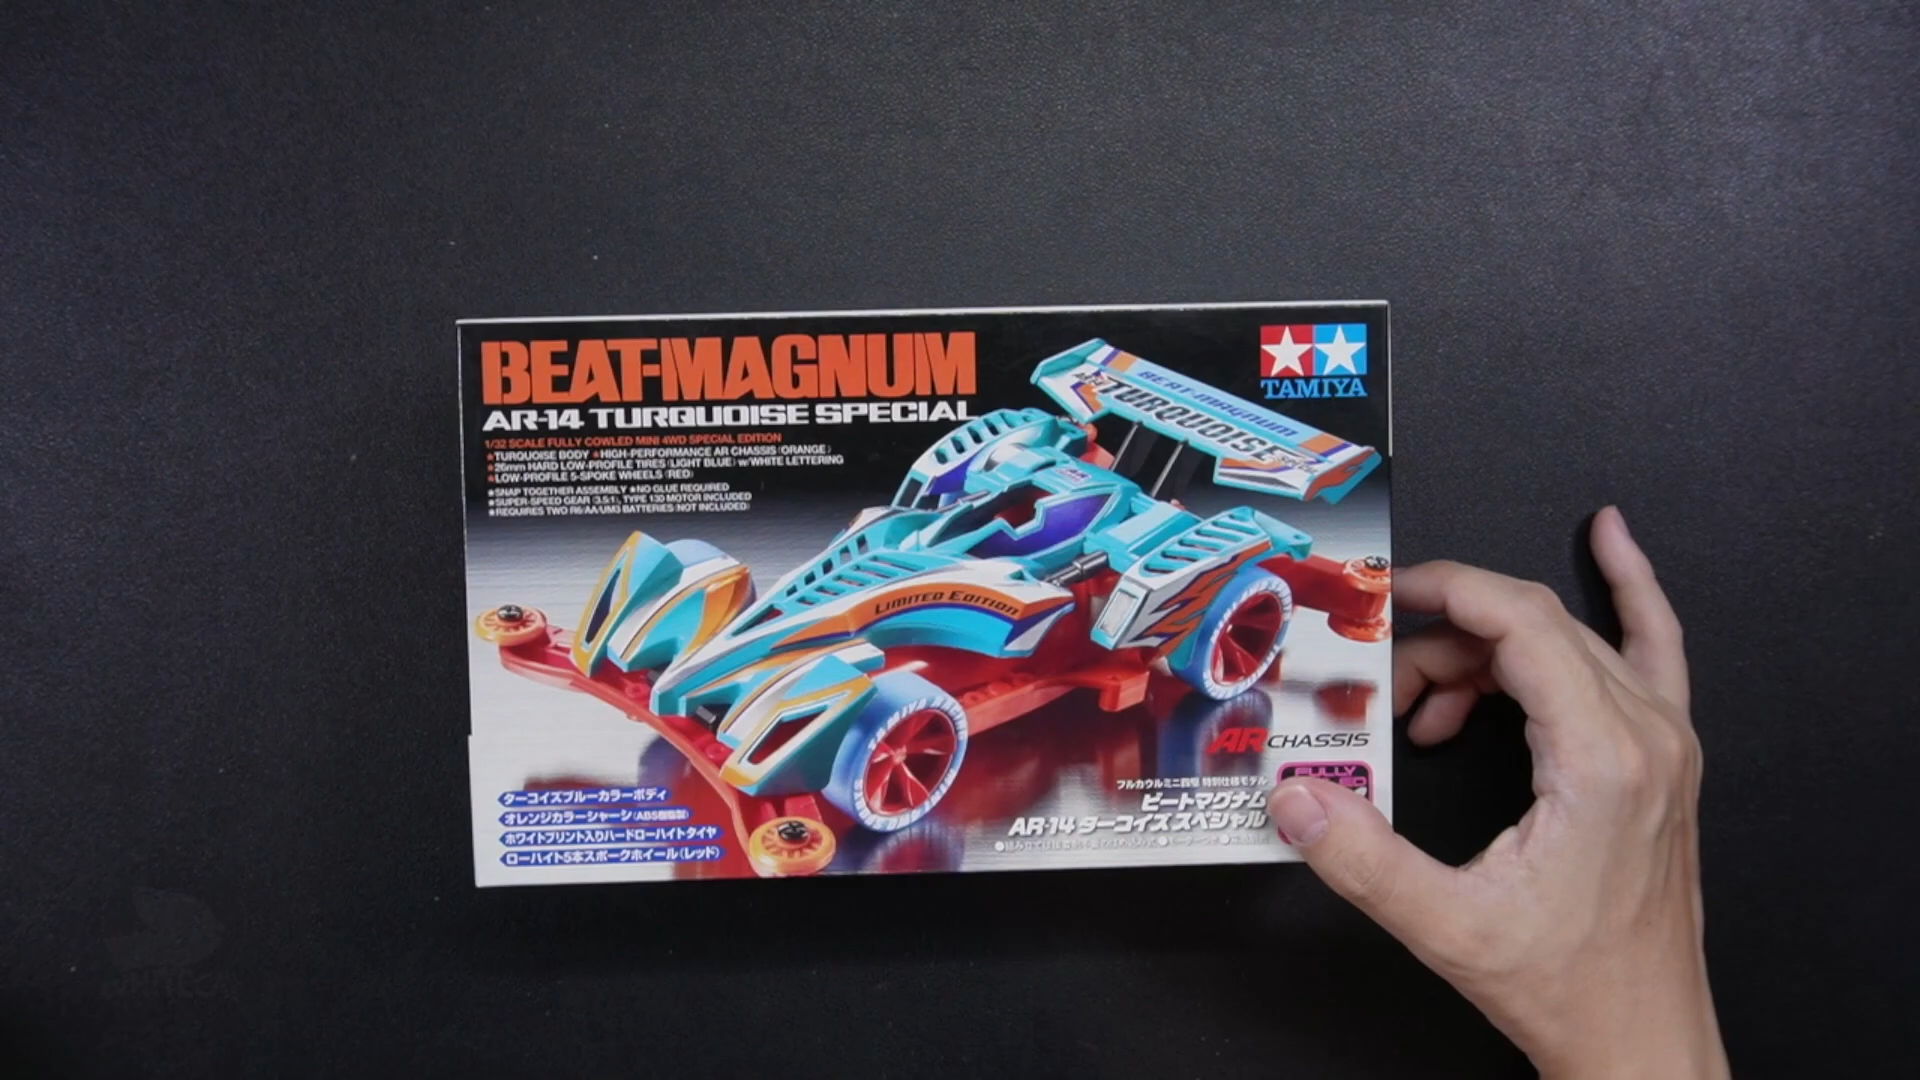 BEAT-MAGNUM
AR-14 TURQUOISE SPECIAL
1/32 SCALE FULLY COWLED MINI 4WD SPECIAL EDITION
★TURQUOISE BODY ★HIGH-PERFORMANCE AR CHASSIS (ORANGE)
★26mm HARD LOW-PROFILE TIRES (LIGHT BLUE) w/WHITE LETTERING
★LOW-PROFILE 5-SPOKE WHEELS (RED)
★SNAP TOGETHER ASSEMBLY ★NO GLUE REQUIRED
★SUPER-SPEED GEAR (3.5:1), TYPE 130 MOTOR INCLUDED
★REQUIRES TWO R6/AA/UM3 BATTERIES (NOT INCLUDED)
TAMIYA
BEAT-MAGNUM
TURQUOISE
LIMITED EDITION
TAMIYA RACING
AR CHASSIS
FULLY
フルカウルミニ四駆 特別仕様モデル
ビートマグナム
AR-14 ターコイズ スペシャル
ターコイズブルーカラーボディ
オレンジカラーシャーシ(ABS樹脂製)
ホワイトプリント入りハードローハイトタイヤ
ローハイト5本スポークホイール(レッド)